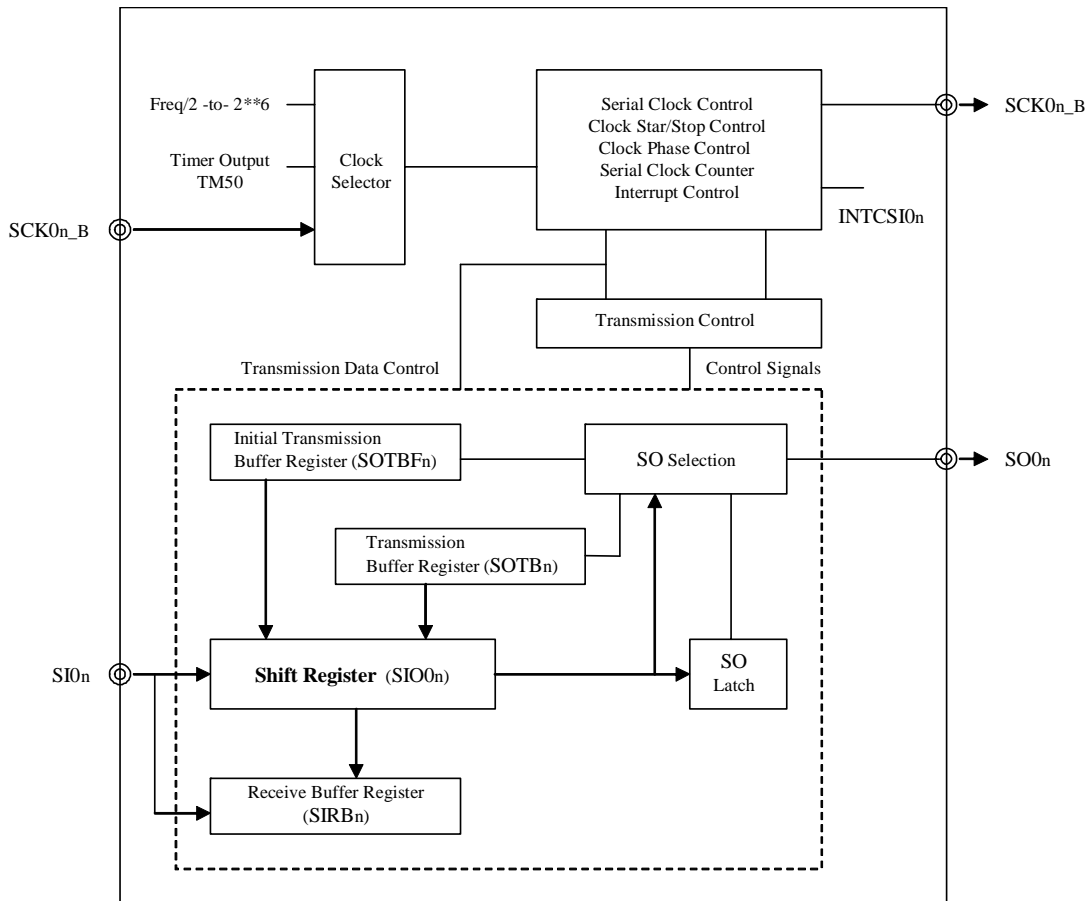 Freq/2 -to- 2**6
Timer Output
TM50
SCK0n_B
Clock
Selector
Serial Clock Control
Clock Star/Stop Control
Clock Phase Control
Serial Clock Counter
Interrupt Control
SCK0n_B
INTCSI0n
Transmission Control
Transmission Data Control
Control Signals
Initial Transmission
Buffer Register (SOTBFn)
SO Selection
SO0n
Transmission
Buffer Register (SOTBn)
SI0n
Shift Register (SIO0n)
SO
Latch
Receive Buffer Register
(SIRBn)